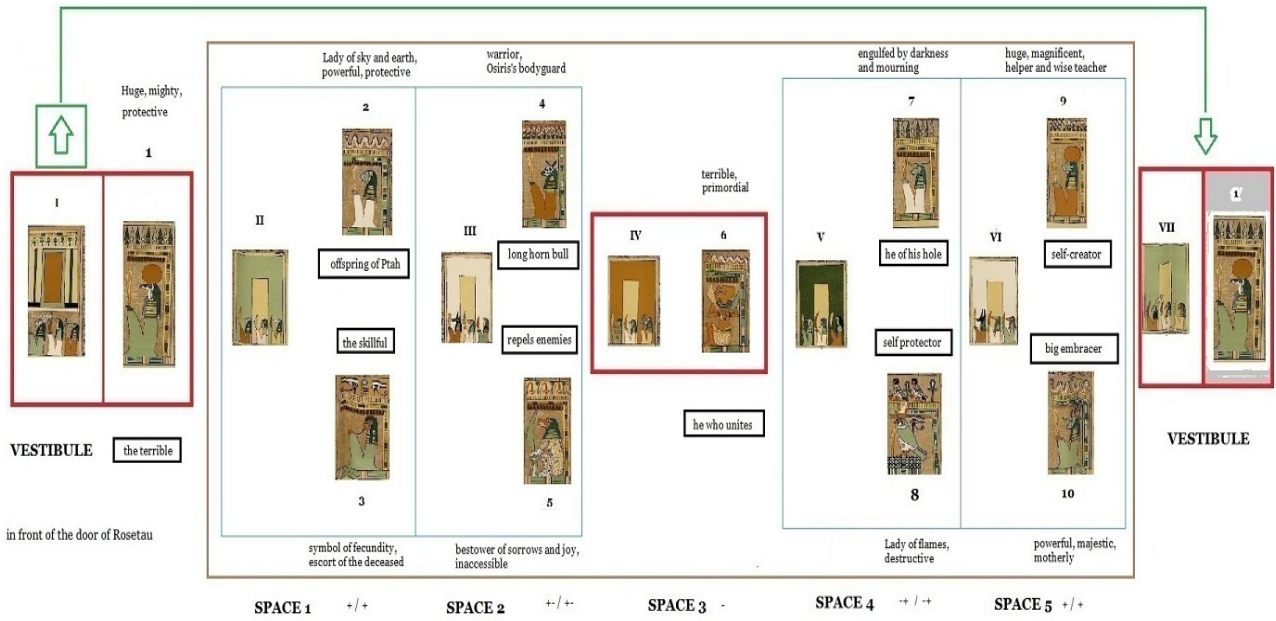 Huge, mighty,
protective
1
I
VESTIBULE
the terrible
in front of the door of Rosetau
Lady of sky and earth,
powerful, protective
2
II
offspring of Ptah
the skillful
3
symbol of fecundity,
escort of the deceased
SPACE 1 +/+
warrior,
Osiris's bodyguard
4
III
long horn bull
repels enemies
5
bestower of sorrows and joy,
inaccessible
SPACE 2 +-/+-
terrible,
primordial
IV
6
he who unites
SPACE 3 -
engulfed by darkness
and mourning
7
V
he of his hole
self protector
8
Lady of flames,
destructive
SPACE 4 -+/-+
huge, magnificent,
helper and wise teacher
9
VI
self-creator
big embracer
10
powerful, majestic,
motherly
SPACE 5 +/+
VII
1
VESTIBULE